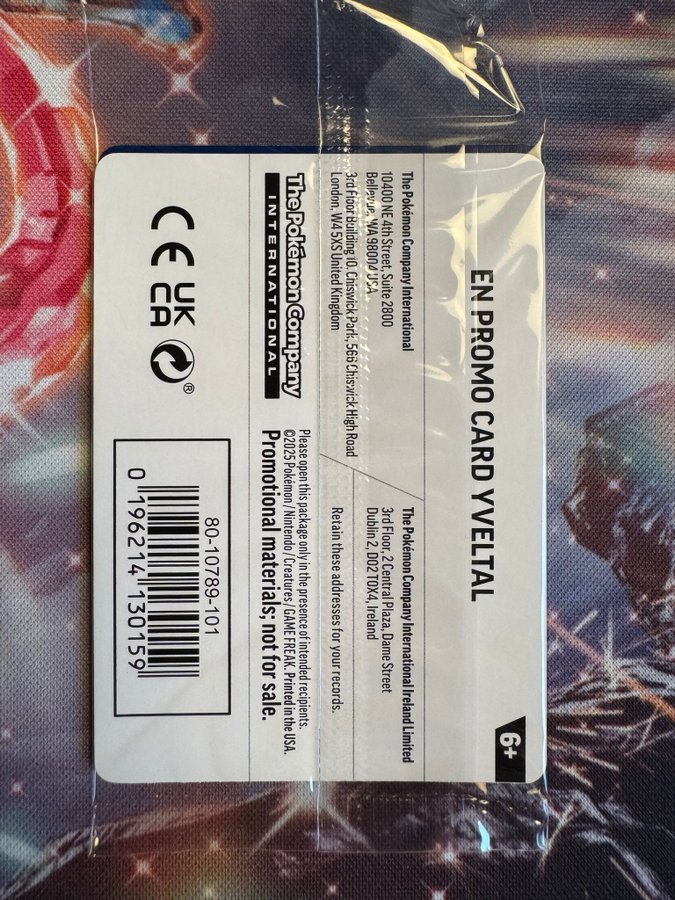 EN PROMO CARD YVELTAL
6+
The Pokémon Company International
10400 NE 4th Street, Suite 2800
Bellevue, WA 98004 USA
3rd Floor Building 10, Chiswick Park, 566 Chiswick High Road
London, W4 5XS United Kingdom
The Pokémon Company International Ireland Limited
3rd Floor, 2 Central Plaza, Dame Street
Dublin 2, D02 T0X4, Ireland
Retain these addresses for your records.
The Pokémon Company
INTERNATIONAL
Please open this package only in the presence of intended recipients.
©2025 Pokémon / Nintendo / Creatures / GAME FREAK. Printed in the USA.
Promotional materials; not for sale.
CE UK
CA
®
80-10789-101
0 196214 130159